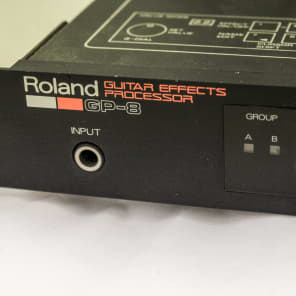 Roland GUITAR EFFECTS
PROCESSOR
GP-8
INPUT
GROUP
A B